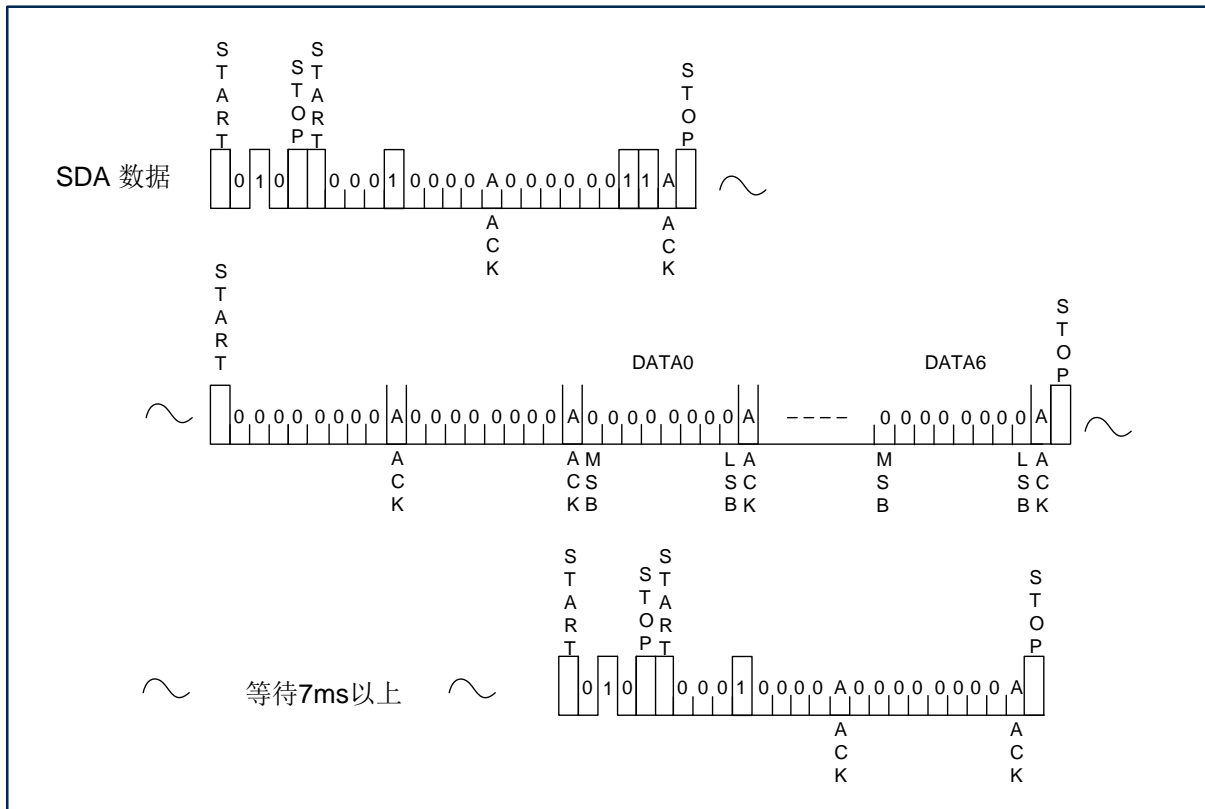 START STOP START STOP
SDA 数据 0 1 0 0 0 0 1 0 0 0 0 A 0 0 0 0 0 0 1 1 A
ACK ACK
START STOP
DATA0 DATA6
0 0 0 0 0 0 0 0 A 0 0 0 0 0 0 0 0 A 0 0 0 0 0 0 0 0 A ---- 0 0 0 0 0 0 0 0 A
ACK ACK MSB LSB ACK MSB LSB ACK
START STOP START STOP
等待7ms以上 0 1 0 0 0 0 1 0 0 0 0 A 0 0 0 0 0 0 0 0 A
ACK ACK